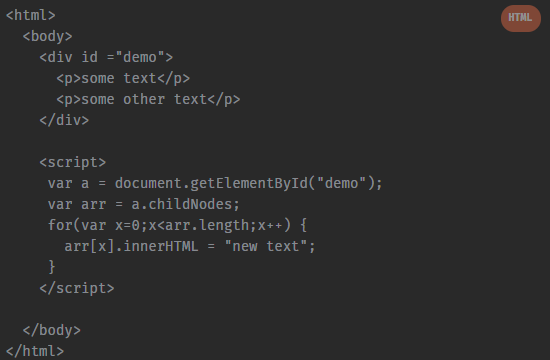 <html>
HTML
<body>
<div id ="demo">
<p>some text</p>
<p>some other text</p>
</div>
<script>
var a = document.getElementById("demo");
var arr = a.childNodes;
for(var x=0;x<arr.length;x++) {
arr[x].innerHTML = "new text";
}
</script>
</body>
</html>